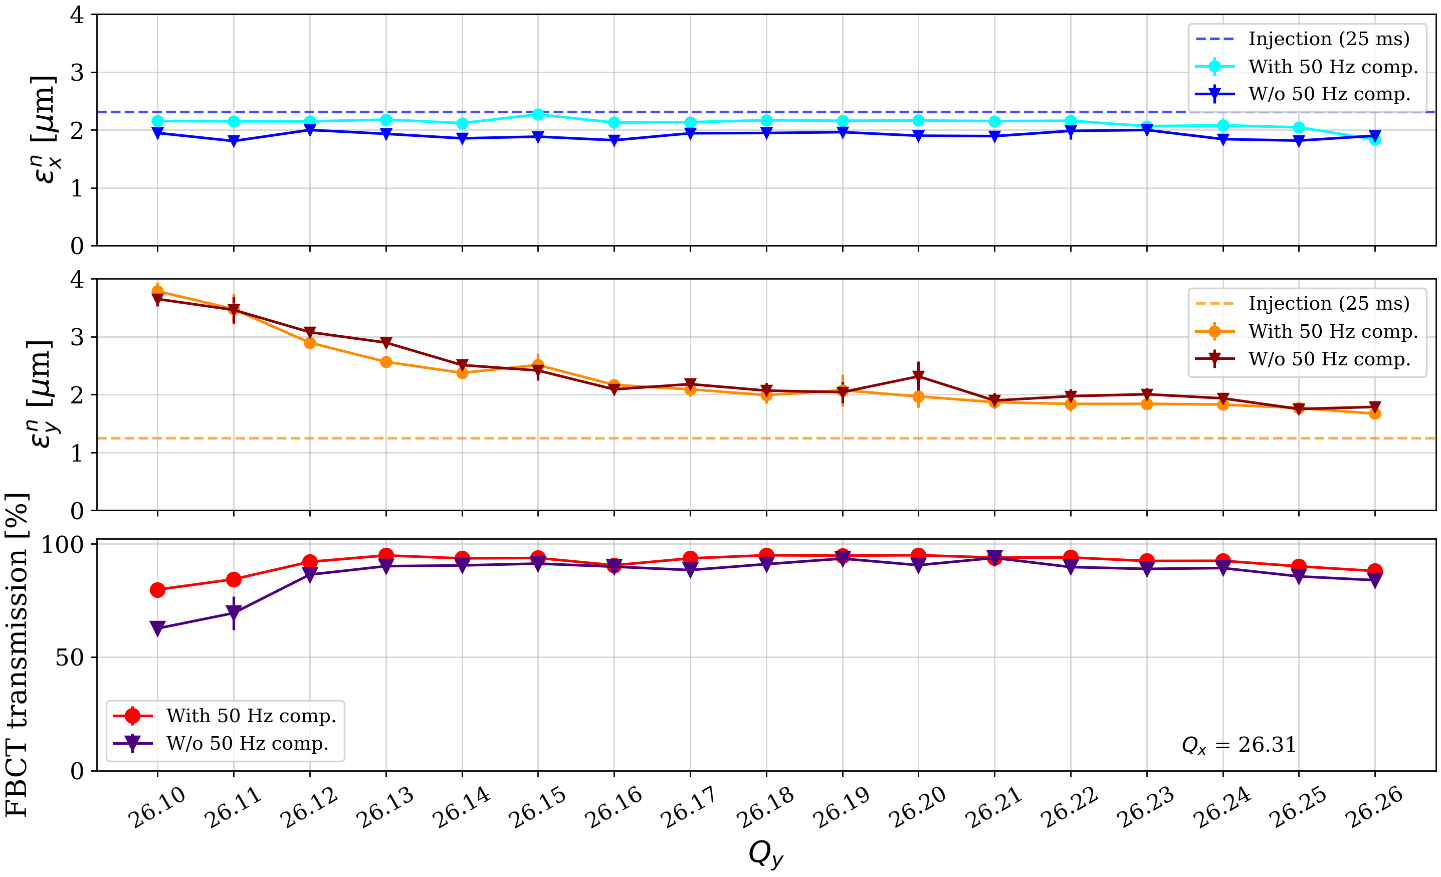 4
3
2
1
0
εⁿₓ [μm]
Injection (25 ms)
With 50 Hz comp.
W/o 50 Hz comp.
4
3
2
1
0
εⁿᵧ [μm]
Injection (25 ms)
With 50 Hz comp.
W/o 50 Hz comp.
100
50
0
FBCT transmission [%]
With 50 Hz comp.
W/o 50 Hz comp.
Qₓ = 26.31
26.10 26.11 26.12 26.13 26.14 26.15 26.16 26.17 26.18 26.19 26.20 26.21 26.22 26.23 26.24 26.25 26.26
Q_y